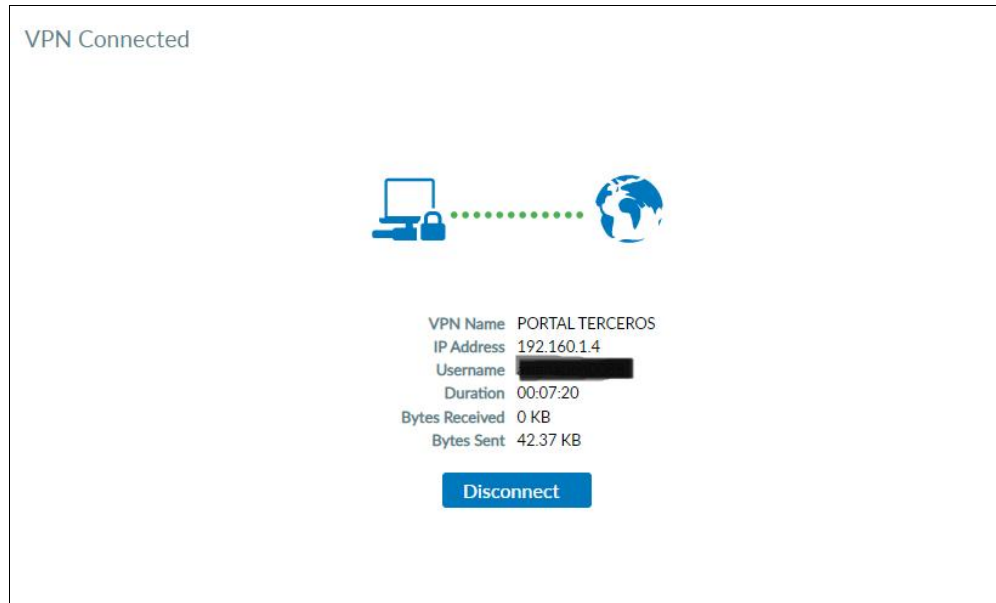 VPN Connected
VPN Name PORTAL TERCEROS
IP Address 192.160.1.4
Username
Duration 00:07:20
Bytes Received 0 KB
Bytes Sent 42.37 KB
Disconnect